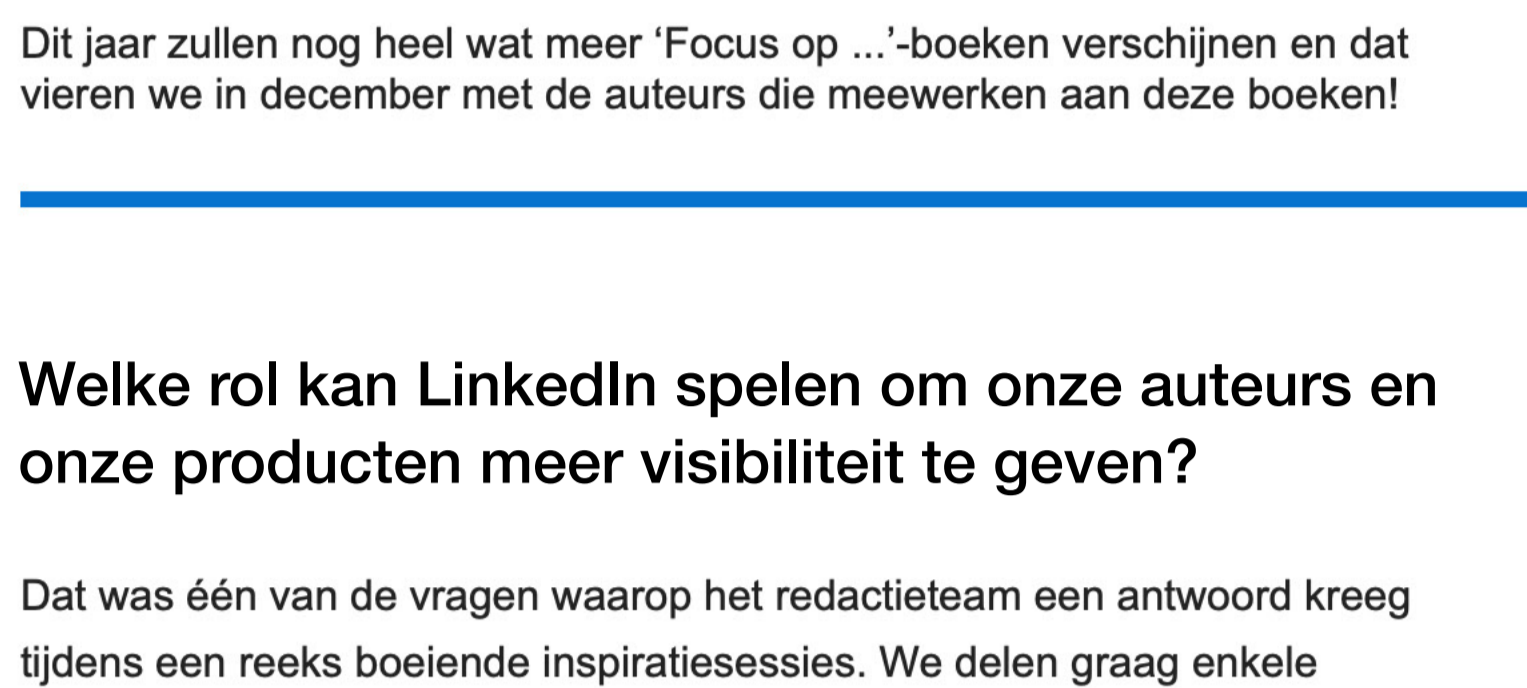 Dit jaar zullen nog heel wat meer ‘Focus op ...’-boeken verschijnen en dat
vieren we in december met de auteurs die meewerken aan deze boeken!
Welke rol kan LinkedIn spelen om onze auteurs en
onze producten meer visibiliteit te geven?
Dat was één van de vragen waarop het redactieteam een antwoord kreeg
tijdens een reeks boeiende inspiratiesessies. We delen graag enkele